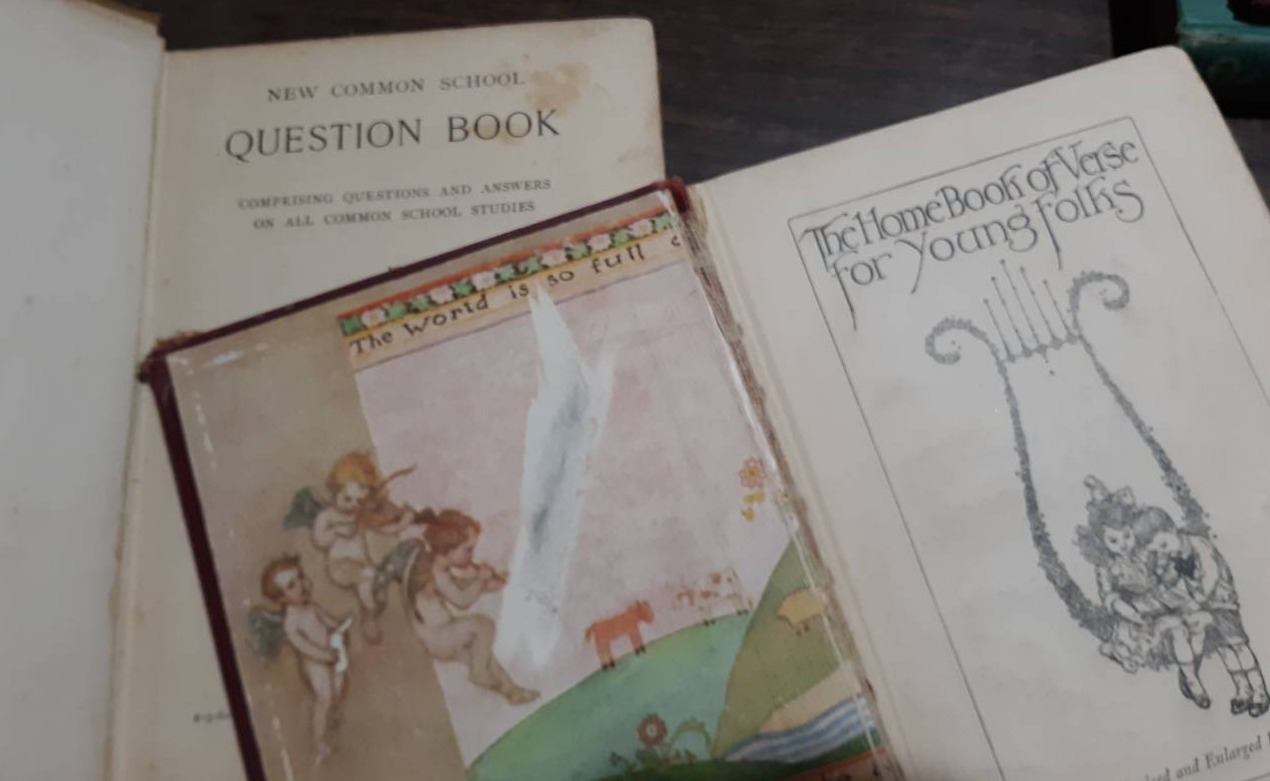 NEW COMMON SCHOOL
QUESTION BOOK
COMPRISING QUESTIONS AND ANSWERS
ON ALL COMMON SCHOOL STUDIES
The World is so full
The Home Book of Verse
for Young Folks
and Enlarged